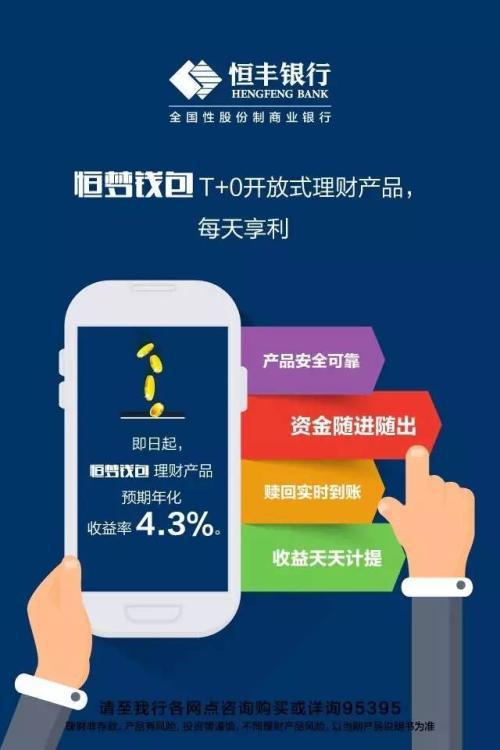 恒丰银行
HENGFENG BANK
全国性股份制商业银行
恒梦钱包 T+0开放式理财产品，
每天享利
即日起，
恒梦钱包 理财产品
预期年化
收益率 4.3%。
产品安全可靠
资金随进随出
赎回实时到账
收益天天计提
请至我行各网点咨询购买或详询95395
理财非存款，产品有风险，投资需谨慎，不同理财产品风险，以当期产品说明书为准